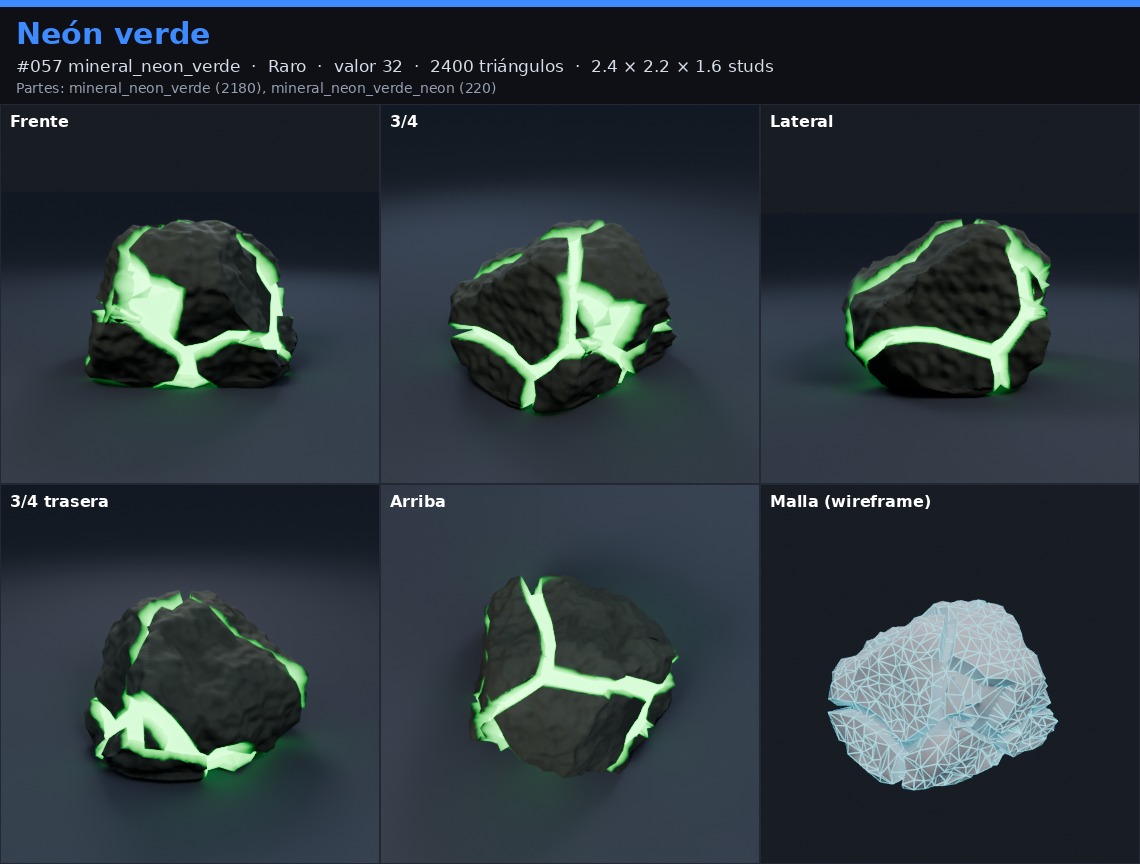 Neón verde
#057 mineral_neon_verde · Raro · valor 32 · 2400 triángulos · 2.4 × 2.2 × 1.6 studs
Partes: mineral_neon_verde (2180), mineral_neon_verde_neon (220)
Frente
3/4
Lateral
3/4 trasera
Arriba
Malla (wireframe)